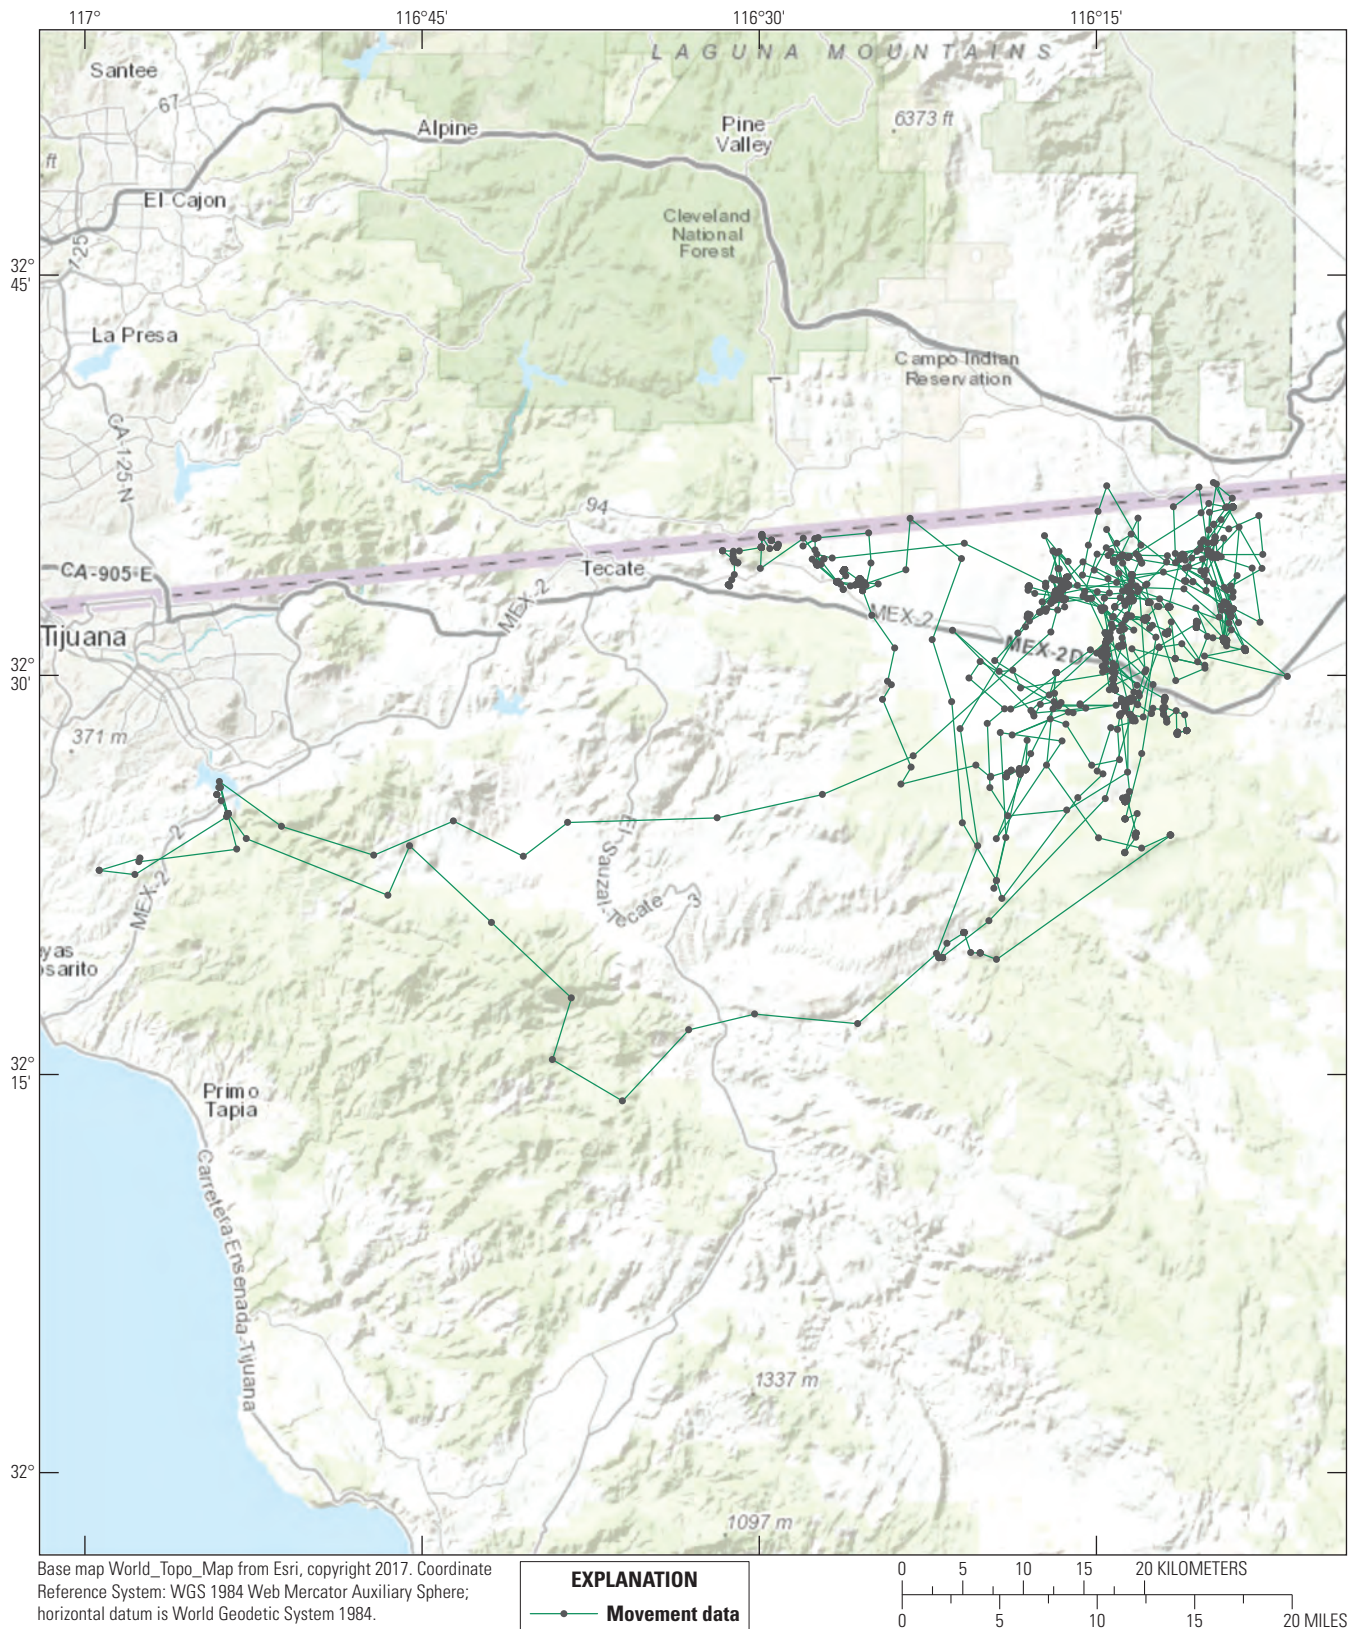 117° 116°45' 116°30' 116°15'
LAGUNA MOUNTAINS
Santee
67
6373 ft
Alpine
Pine
Valley
ft
El Cajon
Cleveland
National
Forest
125
32°
45'
La Presa
Campo Indian
Reservation
1
CA-125 N
94
CA-905 E
Tecate
MEX-2
MEX-2
Tijuana
MEX-2D
32°
30'
371 m
MEX-2
2
El Sauzal-Tecate
3
yas
osarito
32°
15'
Primo
Tapia
Carretera Ensenada-Tijuana
1337 m
32°
1097 m
Base map World_Topo_Map from Esri, copyright 2017. Coordinate
Reference System: WGS 1984 Web Mercator Auxiliary Sphere;
horizontal datum is World Geodetic System 1984.
EXPLANATION
Movement data
0 5 10 15 20 KILOMETERS
0 5 10 15 20 MILES